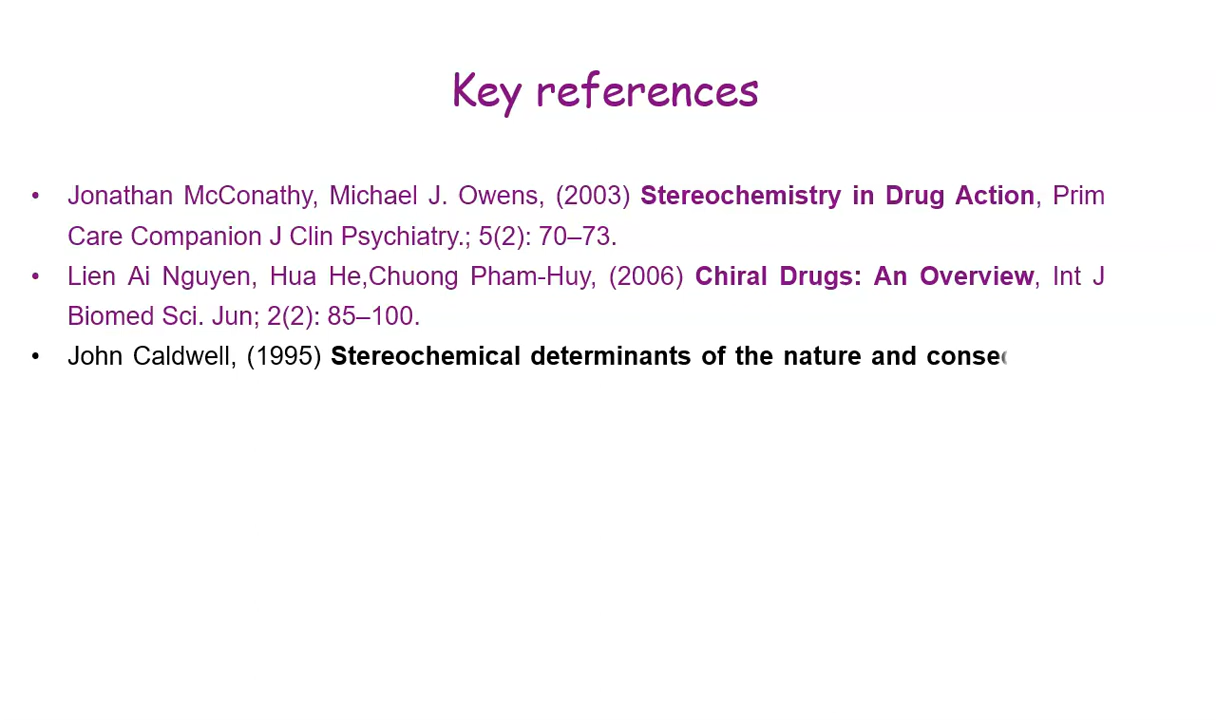 Key references
• Jonathan McConathy, Michael J. Owens, (2003) Stereochemistry in Drug Action, Prim
Care Companion J Clin Psychiatry.; 5(2): 70–73.
• Lien Ai Nguyen, Hua He,Chuong Pham-Huy, (2006) Chiral Drugs: An Overview, Int J
Biomed Sci. Jun; 2(2): 85–100.
• John Caldwell, (1995) Stereochemical determinants of the nature and